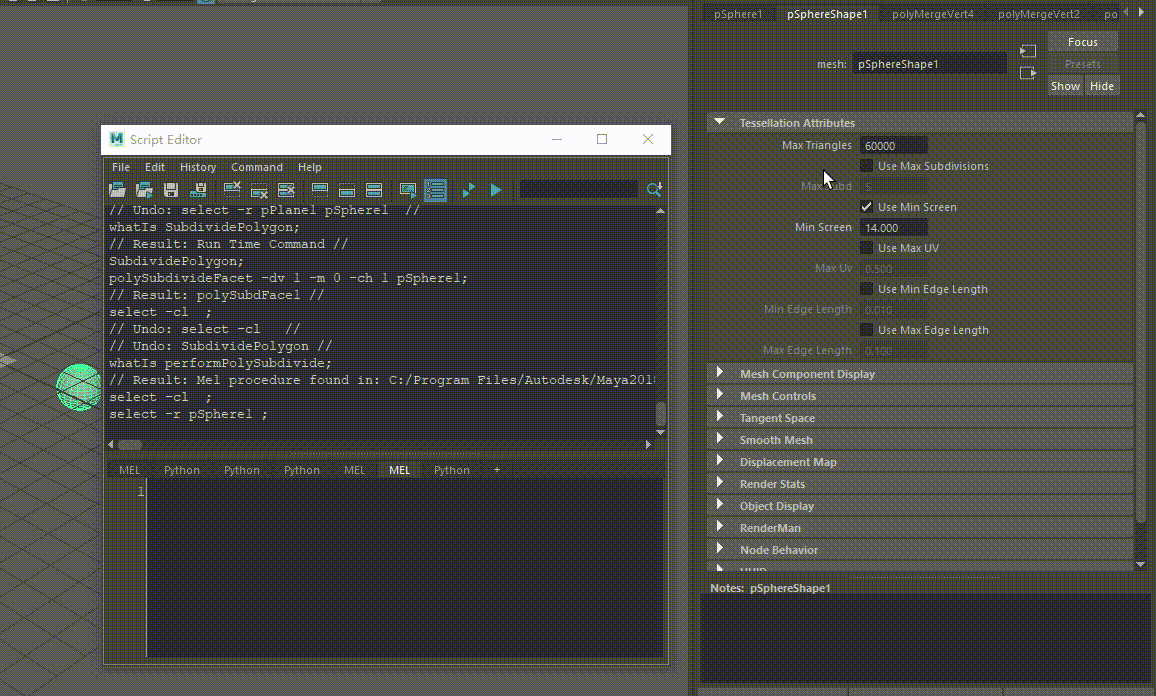 pSphere1 pSphereShape1 polyMergeVert4 polyMergeVert2 po
mesh: pSphereShape1
Focus
Presets
Show Hide
Script Editor
File Edit History Command Help
// Undo: select -r pPlane1 pSphere1 //
whatIs SubdividePolygon;
// Result: Run Time Command //
SubdividePolygon;
polySubdivideFacet -dv 1 -m 0 -ch 1 pSphere1;
// Result: polySubdFace1 //
select -cl ;
// Undo: select -cl //
// Undo: SubdividePolygon //
whatIs performPolySubdivide;
// Result: Mel procedure found in: C:/Program Files/Autodesk/Maya2018
select -cl ;
select -r pSphere1 ;
MEL Python Python Python MEL MEL Python +
1
Tessellation Attributes
Max Triangles 60000
Use Max Subdivisions
Max Subd 5
Use Min Screen
Min Screen 14.000
Use Max UV
Max Uv 0.500
Use Min Edge Length
Min Edge Length 0.010
Use Max Edge Length
Max Edge Length 0.100
Mesh Component Display
Mesh Controls
Tangent Space
Smooth Mesh
Displacement Map
Render Stats
Object Display
RenderMan
Node Behavior
UUID
Notes: pSphereShape1